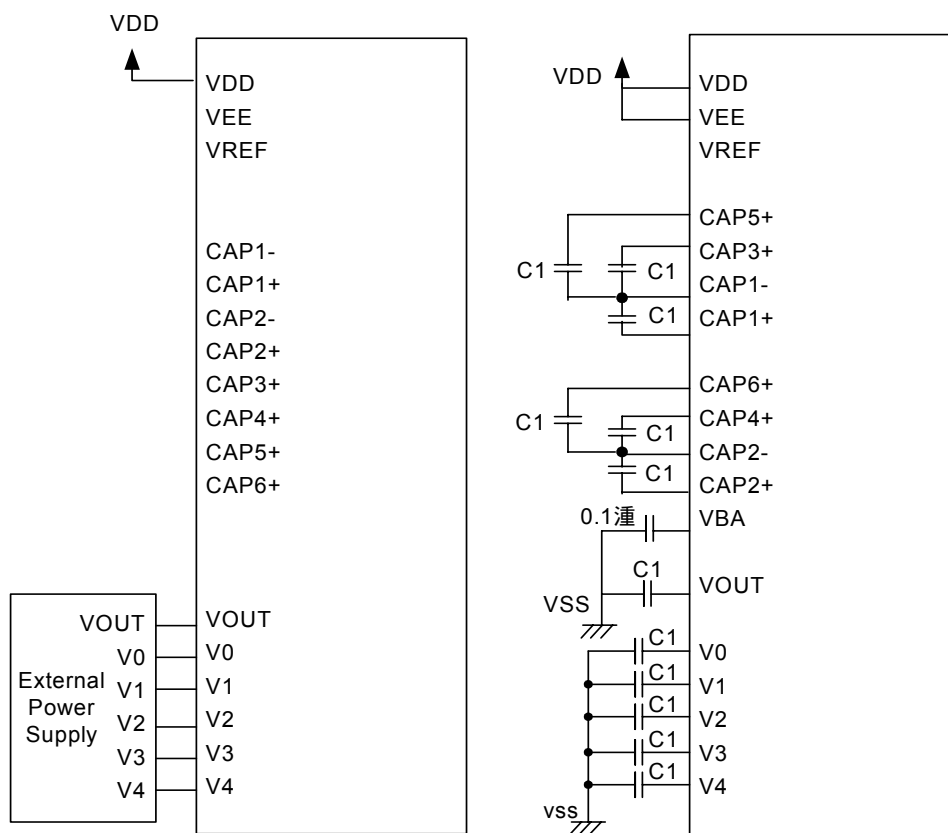 VDD
VDD
VEE
VREF
CAP1-
CAP1+
CAP2-
CAP2+
CAP3+
CAP4+
CAP5+
CAP6+
VOUT
V0
V1
V2
V3
V4
External
Power
Supply
VOUT
V0
V1
V2
V3
V4
VDD
VDD
VEE
VREF
CAP5+
CAP3+
CAP1-
CAP1+
C1
C1
C1
CAP6+
CAP4+
CAP2-
CAP2+
C1
C1
C1
0.1湩
VBA
C1
VOUT
VSS
C1
V0
C1
V1
C1
V2
C1
V3
C1
V4
VSS